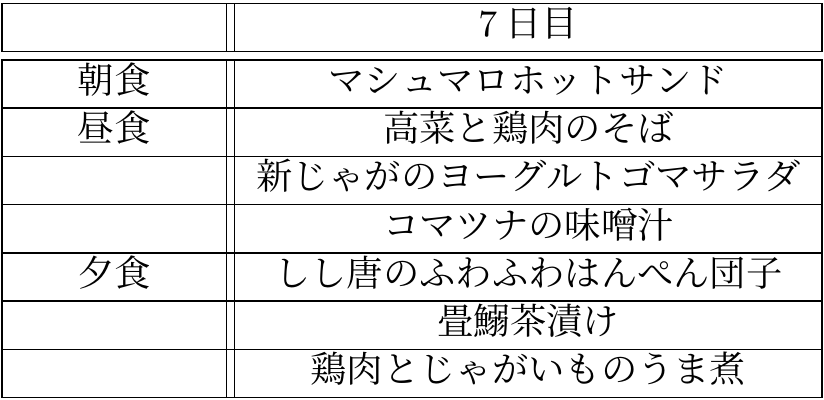 ７日目
朝食 マシュマロホットサンド
昼食 高菜と鶏肉のそば
新じゃがのヨーグルトゴマサラダ
コマツナの味噌汁
夕食 しし唐のふわふわはんぺん団子
畳鰯茶漬け
鶏肉とじゃがいものうま煮